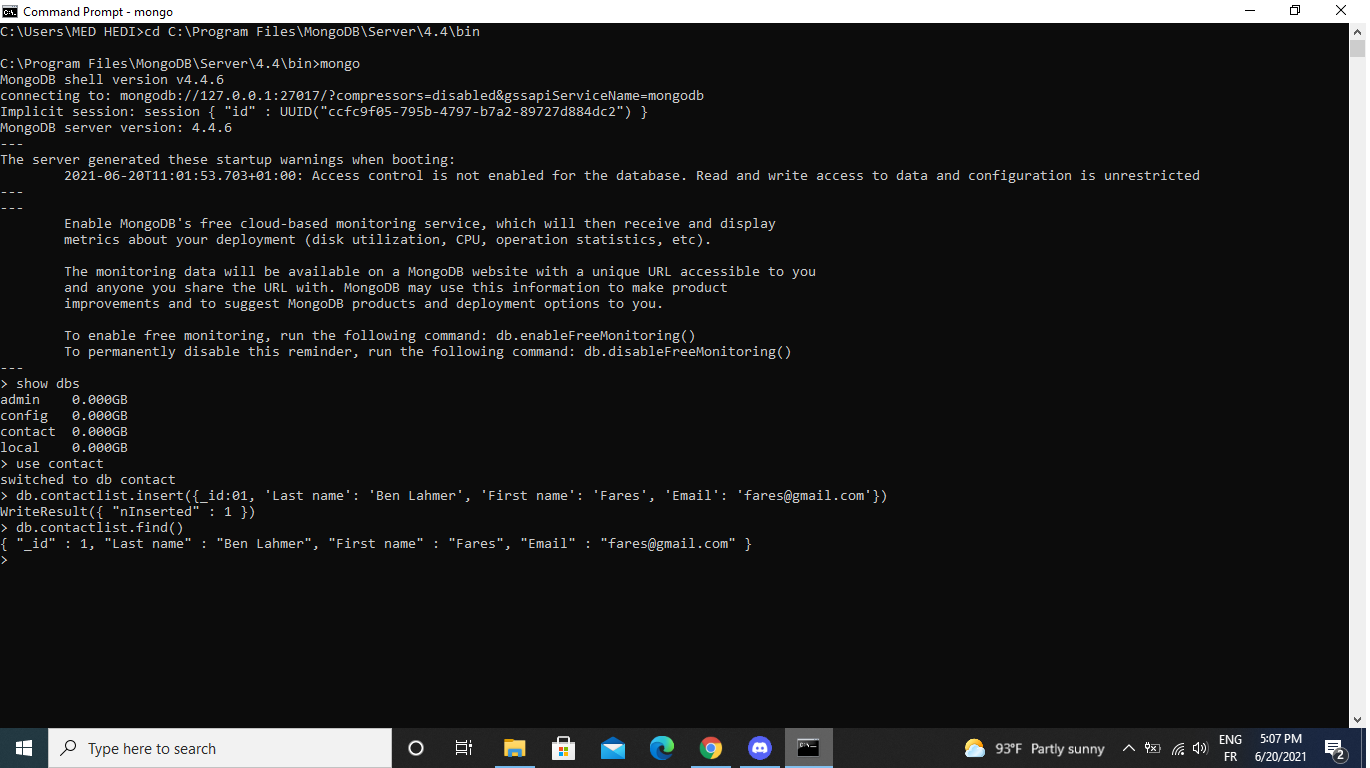 Command Prompt - mongo
C:\Users\MED HEDI>cd C:\Program Files\MongoDB\Server\4.4\bin
C:\Program Files\MongoDB\Server\4.4\bin>mongo
MongoDB shell version v4.4.6
connecting to: mongodb://127.0.0.1:27017/?compressors=disabled&gssapiServiceName=mongodb
Implicit session: session { "id" : UUID("ccfc9f05-795b-4797-b7a2-89727d884dc2") }
MongoDB server version: 4.4.6
---
The server generated these startup warnings when booting:
        2021-06-20T11:01:53.703+01:00: Access control is not enabled for the database. Read and write access to data and configuration is unrestricted
---
---
        Enable MongoDB's free cloud-based monitoring service, which will then receive and display
        metrics about your deployment (disk utilization, CPU, operation statistics, etc).
        The monitoring data will be available on a MongoDB website with a unique URL accessible to you
        and anyone you share the URL with. MongoDB may use this information to make product
        improvements and to suggest MongoDB products and deployment options to you.
        To enable free monitoring, run the following command: db.enableFreeMonitoring()
        To permanently disable this reminder, run the following command: db.disableFreeMonitoring()
---
> show dbs
admin    0.000GB
config   0.000GB
contact  0.000GB
local    0.000GB
> use contact
switched to db contact
> db.contactlist.insert({_id:01, 'Last name': 'Ben Lahmer', 'First name': 'Fares', 'Email': 'fares@gmail.com'})
WriteResult({ "nInserted" : 1 })
> db.contactlist.find()
{ "_id" : 1, "Last name" : "Ben Lahmer", "First name" : "Fares", "Email" : "fares@gmail.com" }
>
Type here to search
93°F Partly sunny
ENG
FR
5:07 PM
6/20/2021
2